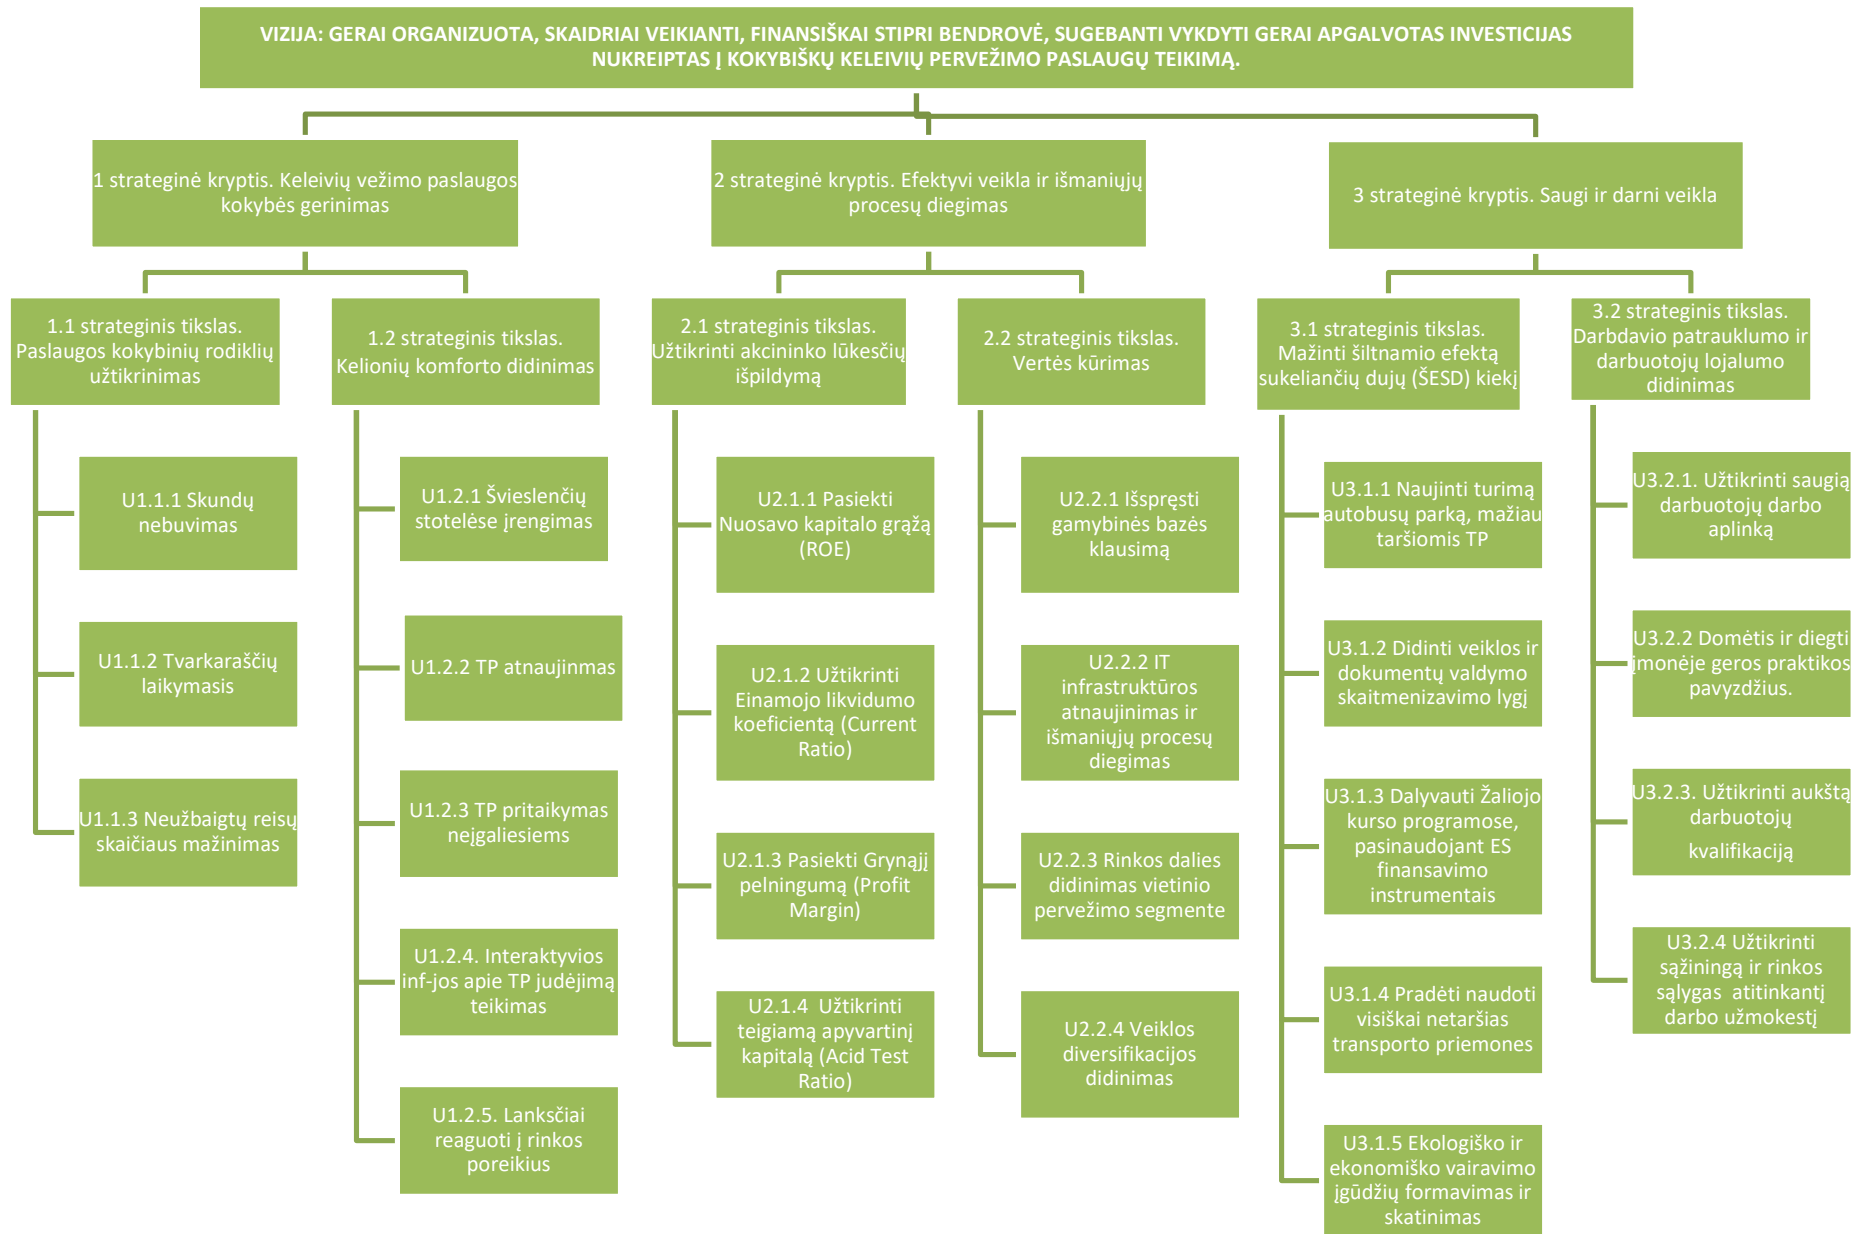 VIZIJA: GERAI ORGANIZUOTA, SKAIDRIAI VEIKIANTI, FINANSIŠKAI STIPRI BENDROVĖ, SUGEBANTI VYKDYTI GERAI APGALVOTAS INVESTICIJAS
NUKREIPTAS Į KOKYBIŠKŲ KELEIVIŲ PERVEŽIMO PASLAUGŲ TEIKIMĄ.
1 strateginė kryptis. Keleivių vežimo paslaugos
kokybės gerinimas
2 strateginė kryptis. Efektyvi veikla ir išmaniųjų
procesų diegimas
3 strateginė kryptis. Saugi ir darni veikla
1.1 strateginis tikslas.
Paslaugos kokybinių rodiklių
užtikrinimas
1.2 strateginis tikslas.
Kelionių komforto didinimas
2.1 strateginis tikslas.
Užtikrinti akcininko lūkesčių
išpildymą
2.2 strateginis tikslas.
Vertės kūrimas
3.1 strateginis tikslas.
Mažinti šiltnamio efektą
sukeliančių dujų (ŠESD) kiekį
3.2 strateginis tikslas.
Darbdavio patrauklumo ir
darbuotojų lojalumo
didinimas
U1.1.1 Skundų
nebuvimas
U1.1.2 Tvarkaraščių
laikymasis
U1.1.3 Neužbaigtų reisų
skaičiaus mažinimas
U1.2.1 Švieslenčių
stotelėse įrengimas
U1.2.2 TP atnaujinmas
U1.2.3 TP pritaikymas
neįgaliesiems
U1.2.4. Interaktyvios
inf-jos apie TP judėjimą
teikimas
U1.2.5. Lanksčiai
reaguoti į rinkos
poreikius
U2.1.1 Pasiekti
Nuosavo kapitalo grąžą
(ROE)
U2.1.2 Užtikrinti
Einamojo likvidumo
koeficientą (Current
Ratio)
U2.1.3 Pasiekti Grynąjį
pelningumą (Profit
Margin)
U2.1.4  Užtikrinti
teigiamą apyvartinį
kapitalą (Acid Test
Ratio)
U2.2.1 Išspręsti
gamybinės bazės
klausimą
U2.2.2 IT
infrastruktūros
atnaujinimas ir
išmaniųjų procesų
diegimas
U2.2.3 Rinkos dalies
didinimas vietinio
pervežimo segmente
U2.2.4 Veiklos
diversifikacijos
didinimas
U3.1.1 Naujinti turimą
autobusų parką, mažiau
taršiomis TP
U3.1.2 Didinti veiklos ir
dokumentų valdymo
skaitmenizavimo lygį
U3.1.3 Dalyvauti Žaliojo
kurso programose,
pasinaudojant ES
finansavimo
instrumentais
U3.1.4 Pradėti naudoti
visiškai netaršias
transporto priemones
U3.1.5 Ekologiško ir
ekonomiško vairavimo
įgūdžių formavimas ir
skatinimas
U3.2.1. Užtikrinti saugią
darbuotojų darbo
aplinką
U3.2.2 Domėtis ir diegti
įmonėje geros praktikos
pavyzdžius.
U3.2.3. Užtikrinti aukštą
darbuotojų
kvalifikaciją
U3.2.4 Užtikrinti
sąžiningą ir rinkos
sąlygas  atitinkantį
darbo užmokestį